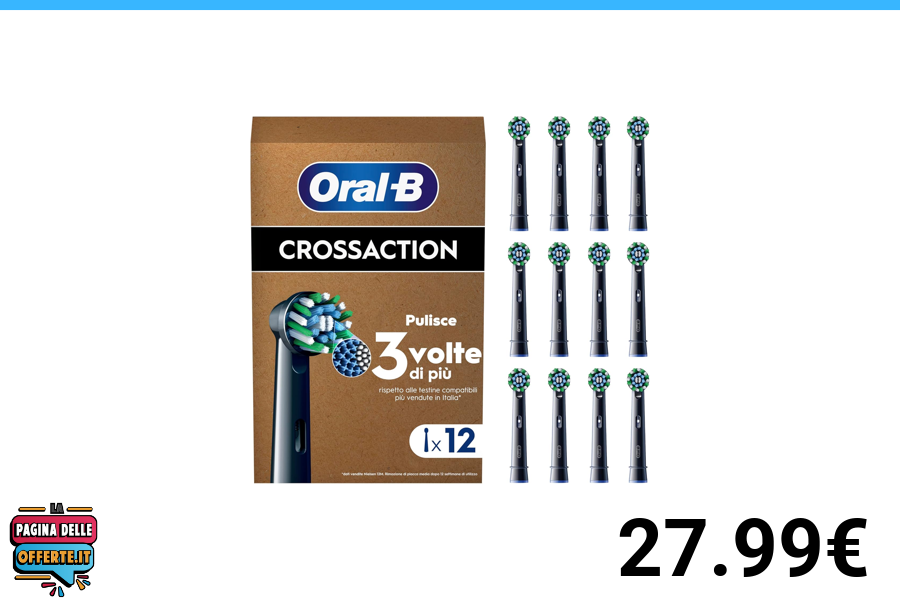 Oral-B
CROSSACTION
Pulisce
3 volte
di più
rispetto alle testine compatibili
più vendute in Italia*
x 12
LA
PAGINA DELLE
OFFERTE.IT
27.99€